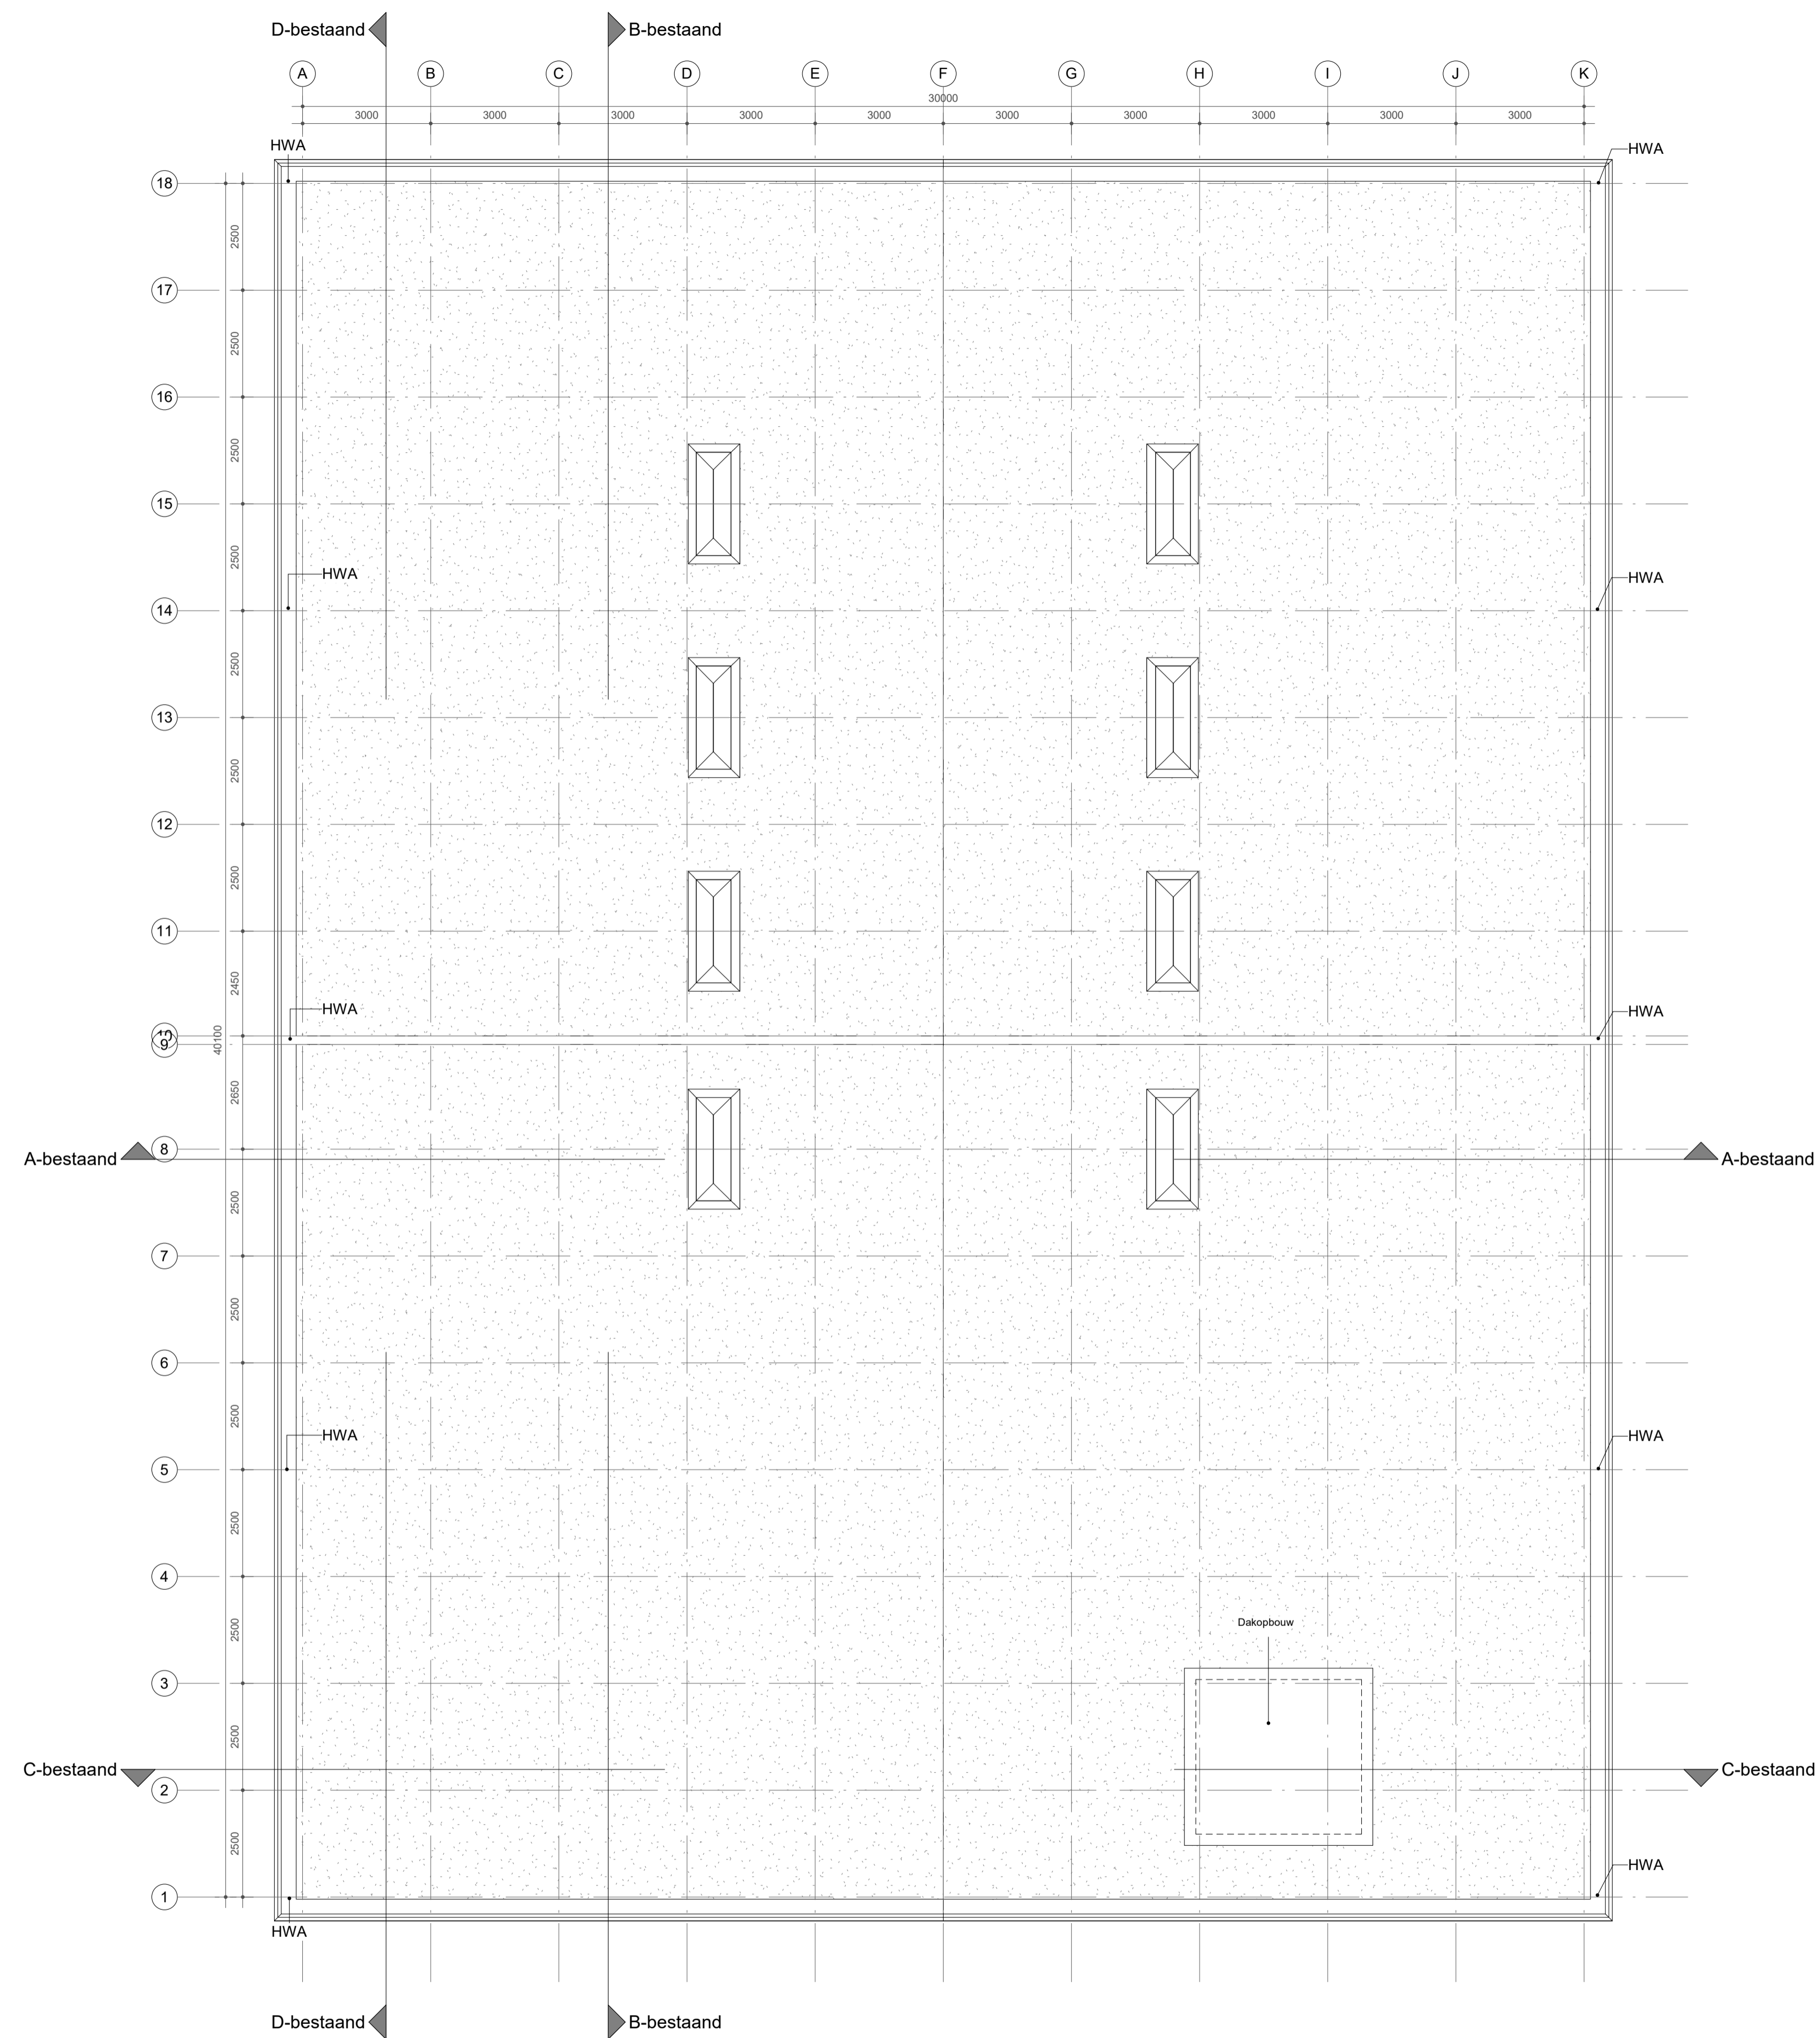 D-bestaand
B-bestaand
A
B
C
D
E
F
G
H
I
J
K
30000
3000
3000
3000
3000
3000
3000
3000
3000
3000
3000
HWA
HWA
18
2500
17
2500
16
2500
15
2500
HWA
HWA
14
2500
13
2500
12
2500
11
2450
HWA
HWA
10
9
40100
2650
8
A-bestaand
A-bestaand
2500
7
2500
6
2500
HWA
HWA
5
2500
4
2500
Dakopbouw
3
2500
C-bestaand
C-bestaand
2
2500
HWA
1
HWA
D-bestaand
B-bestaand